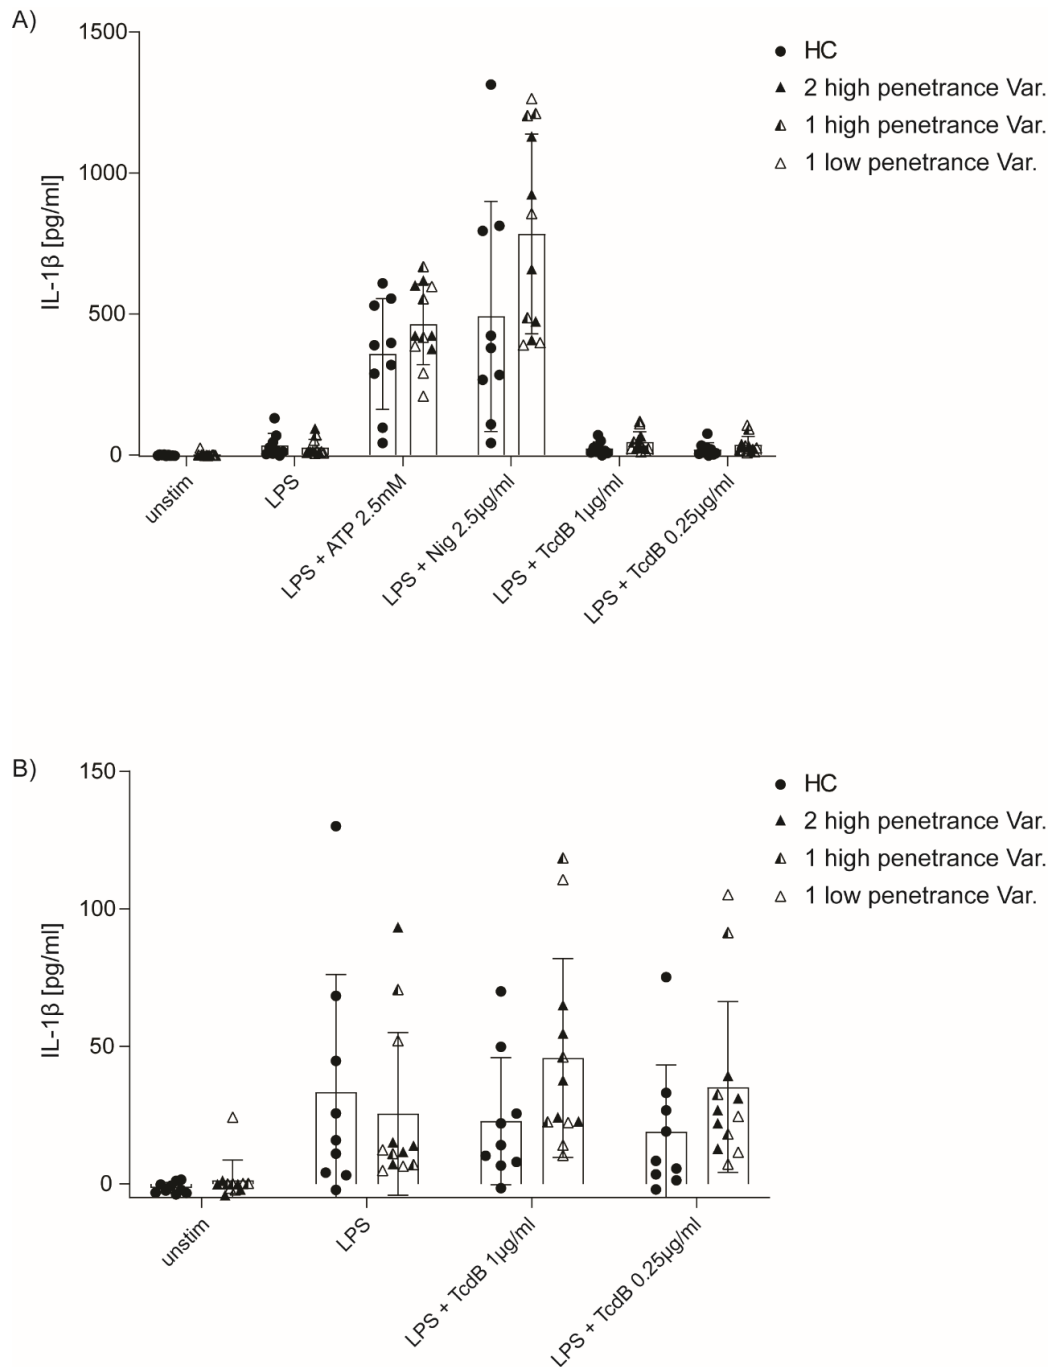 A)
1500
1000
500
0
IL-1β [pg/ml]
HC
2 high penetrance Var.
1 high penetrance Var.
1 low penetrance Var.
unstim
LPS
LPS + ATP 2.5mM
LPS + Nig 2.5µg/ml
LPS + TcdB 1µg/ml
LPS + TcdB 0.25µg/ml
B)
150
100
50
0
IL-1β [pg/ml]
HC
2 high penetrance Var.
1 high penetrance Var.
1 low penetrance Var.
unstim
LPS
LPS + TcdB 1µg/ml
LPS + TcdB 0.25µg/ml